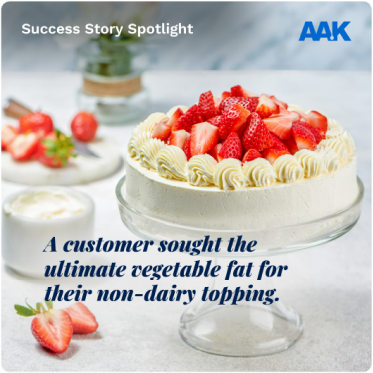 Success Story Spotlight
AAK
A customer sought the
ultimate vegetable fat for
their non-dairy topping.